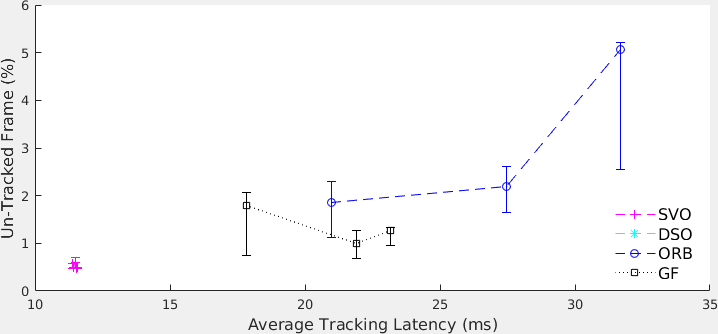 6
5
4
3
2
1
0
Un-Tracked Frame (%)
SVO
DSO
ORB
GF
10 15 20 25 30 35
Average Tracking Latency (ms)